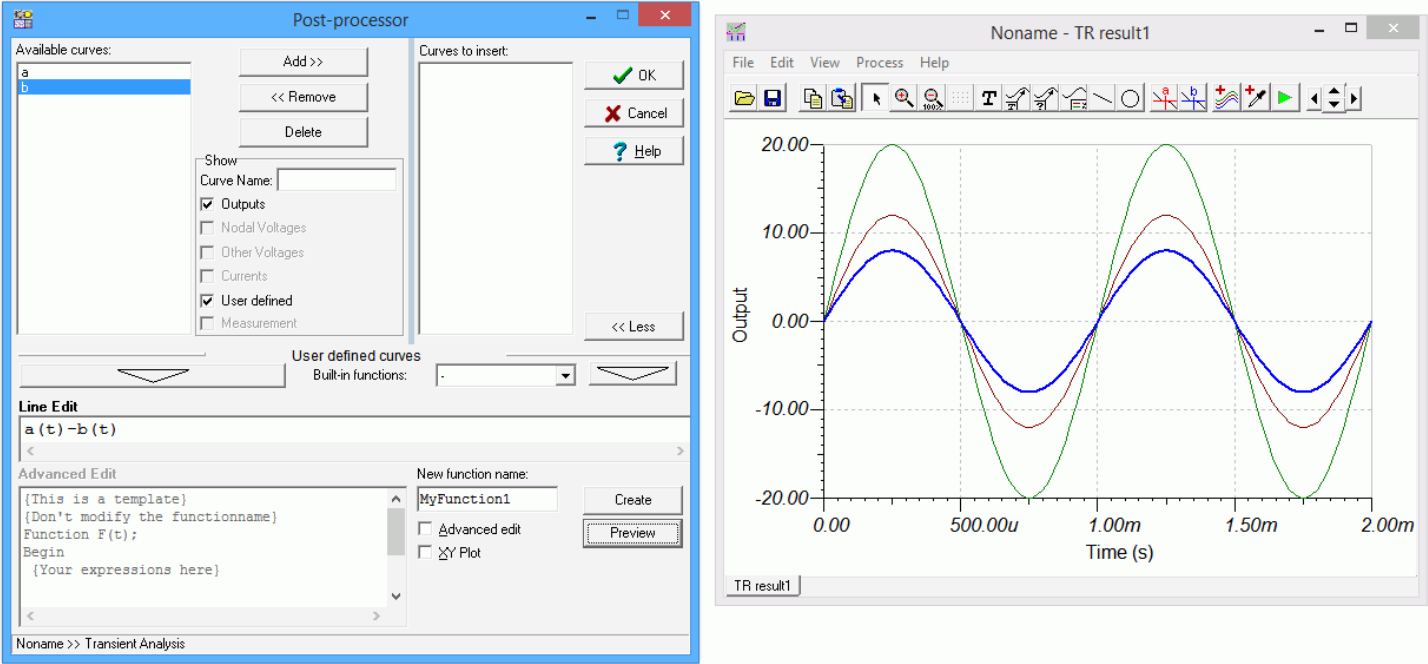 Post-processor
Available curves:
a
b
Add >>
<< Remove
Delete
Show
Curve Name:
Outputs
Nodal Voltages
Other Voltages
Currents
User defined
Measurement
Curves to insert:
OK
Cancel
Help
<< Less
User defined curves
Built-in functions:
-
Line Edit
a(t)-b(t)
Advanced Edit
{This is a template}
{Don't modify the functionname}
Function F(t);
Begin
{Your expressions here}
New function name:
MyFunction1
Advanced edit
XY Plot
Create
Preview
Noname >> Transient Analysis
Noname - TR result1
File Edit View Process Help
100%
T
?
a
b
20.00
10.00
0.00
-10.00
-20.00
Output
0.00
500.00u
1.00m
1.50m
2.00m
Time (s)
TR result1